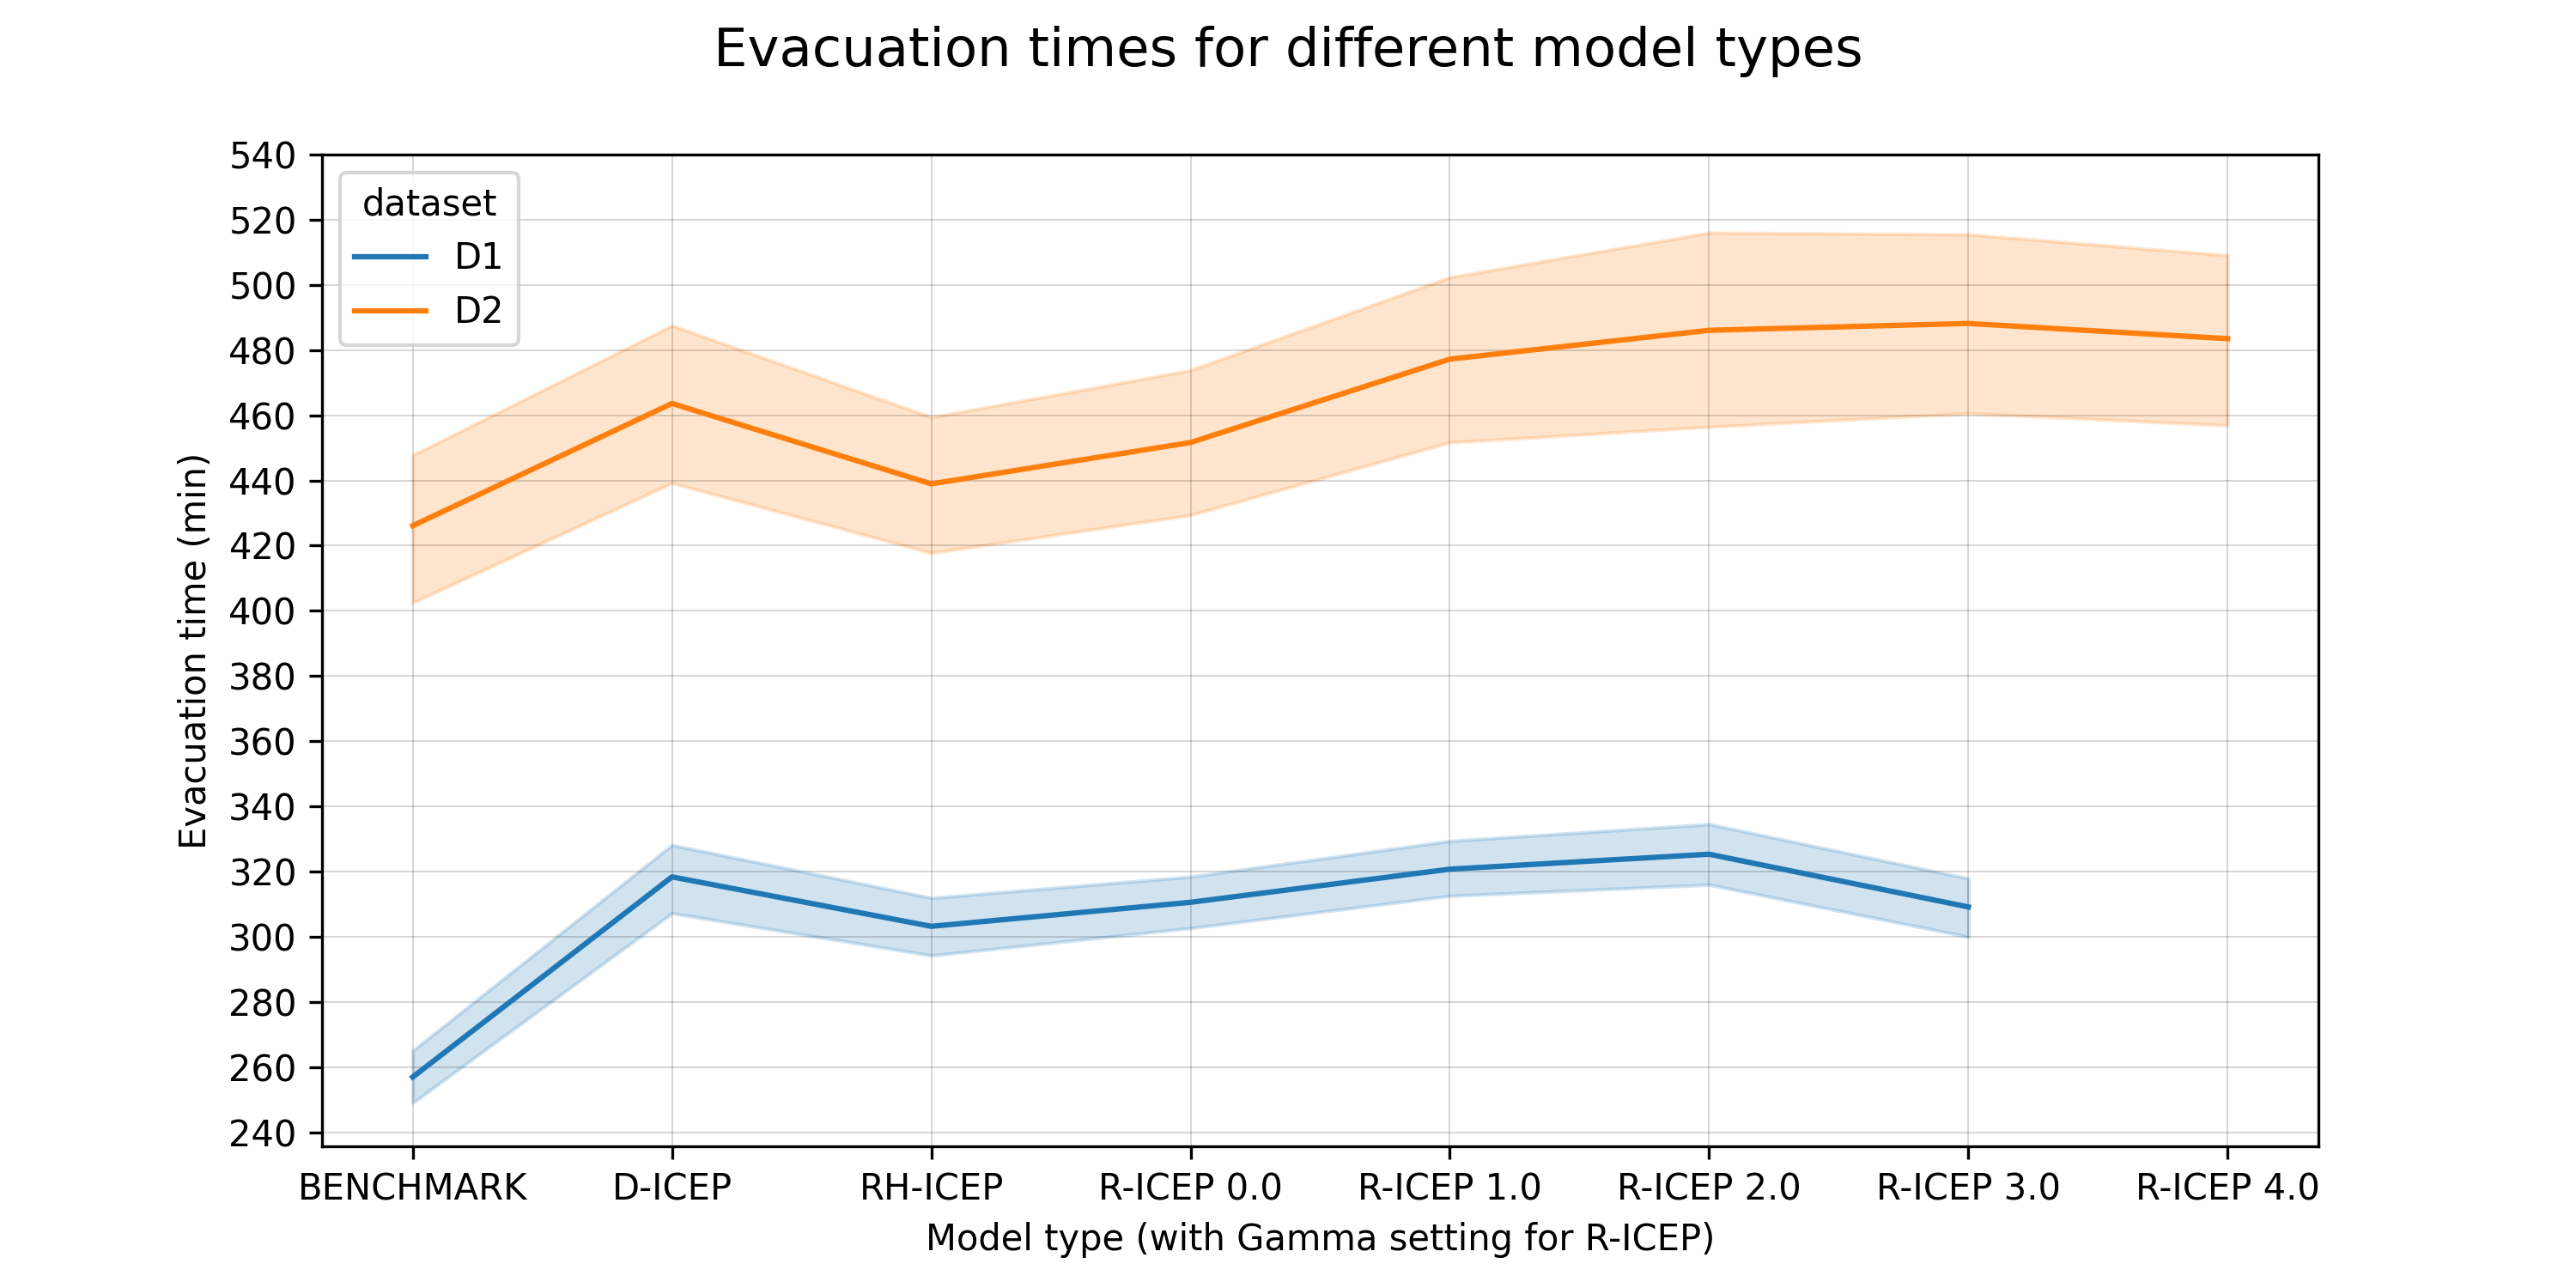 Evacuation times for different model types
540
520
500
480
460
440
420
400
380
360
340
320
300
280
260
240
Evacuation time (min)
dataset
D1
D2
BENCHMARK D-ICEP RH-ICEP R-ICEP 0.0 R-ICEP 1.0 R-ICEP 2.0 R-ICEP 3.0 R-ICEP 4.0
Model type (with Gamma setting for R-ICEP)